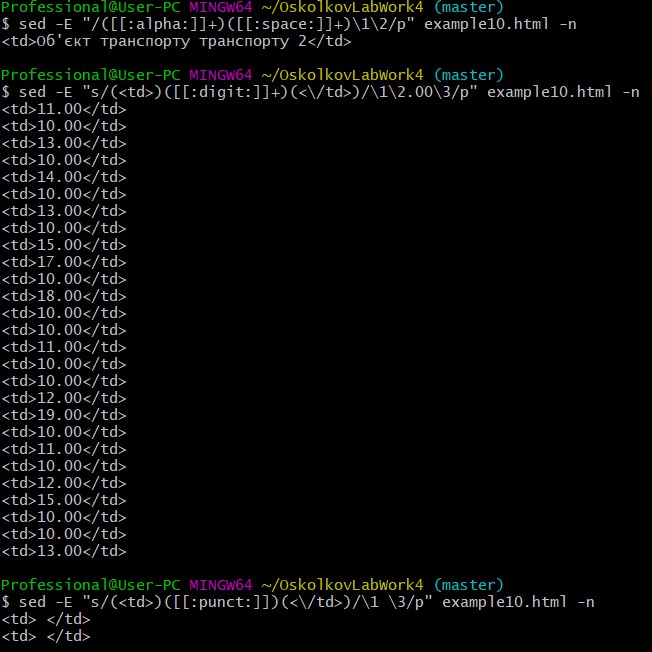 Professional@User-PC MINGW64 ~/OskolkovLabWork4 (master)
$ sed -E "/([[:alpha:]]+)([[:space:]]+)\1\2/p" example10.html -n
<td>Об'єкт транспорту транспорту 2</td>
Professional@User-PC MINGW64 ~/OskolkovLabWork4 (master)
$ sed -E "s/(<td>)([[:digit:]]+)(<\/td>)/\1\2.00\3/p" example10.html -n
<td>11.00</td>
<td>10.00</td>
<td>13.00</td>
<td>10.00</td>
<td>14.00</td>
<td>10.00</td>
<td>13.00</td>
<td>10.00</td>
<td>15.00</td>
<td>17.00</td>
<td>10.00</td>
<td>18.00</td>
<td>10.00</td>
<td>10.00</td>
<td>11.00</td>
<td>10.00</td>
<td>10.00</td>
<td>12.00</td>
<td>19.00</td>
<td>10.00</td>
<td>11.00</td>
<td>10.00</td>
<td>12.00</td>
<td>15.00</td>
<td>10.00</td>
<td>10.00</td>
<td>13.00</td>
Professional@User-PC MINGW64 ~/OskolkovLabWork4 (master)
$ sed -E "s/(<td>)([[:punct:]])(<\/td>)/\1 \3/p" example10.html -n
<td> </td>
<td> </td>